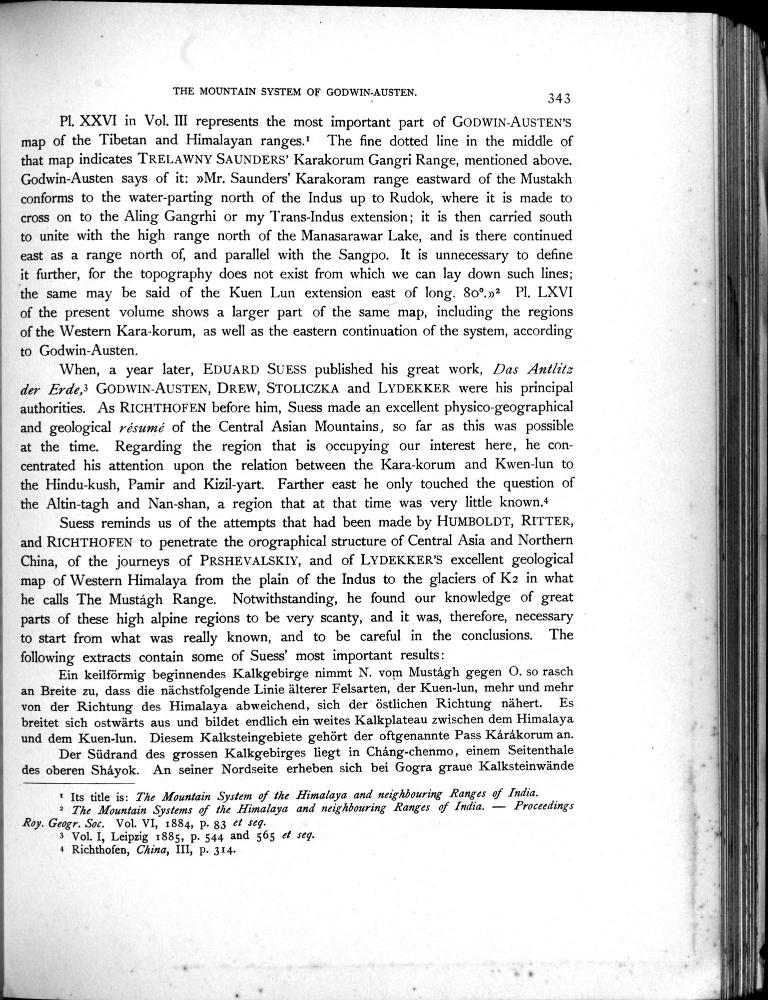 THE MOUNTAIN SYSTEM OF GODWIN-AUSTEN.
343
Pl. XXVI in Vol. III represents the most important part of GODWIN-AUSTEN'S
map of the Tibetan and Himalayan ranges.¹ The fine dotted line in the middle of
that map indicates TRELAWNY SAUNDERS' Karakorum Gangri Range, mentioned above.
Godwin-Austen says of it: »Mr. Saunders' Karakoram range eastward of the Mustakh
conforms to the water-parting north of the Indus up to Rudok, where it is made to
cross on to the Aling Gangrhi or my Trans-Indus extension; it is then carried south
to unite with the high range north of the Manasarawar Lake, and is there continued
east as a range north of, and parallel with the Sangpo. It is unnecessary to define
it further, for the topography does not exist from which we can lay down such lines;
the same may be said of the Kuen Lun extension east of long. 80°.»² Pl. LXVI
of the present volume shows a larger part of the same map, including the regions
of the Western Kara-korum, as well as the eastern continuation of the system, according
to Godwin-Austen.
When, a year later, EDUARD SUESS published his great work, Das Antlitz
der Erde,³ GODWIN-AUSTEN, DREW, STOLICZKA and LYDEKKER were his principal
authorities. As RICHTHOFEN before him, Suess made an excellent physico-geographical
and geological résumé of the Central Asian Mountains, so far as this was possible
at the time. Regarding the region that is occupying our interest here, he con-
centrated his attention upon the relation between the Kara-korum and Kwen-lun to
the Hindu-kush, Pamir and Kizil-yart. Farther east he only touched the question of
the Altin-tagh and Nan-shan, a region that at that time was very little known.⁴
Suess reminds us of the attempts that had been made by HUMBOLDT, RITTER,
and RICHTHOFEN to penetrate the orographical structure of Central Asia and Northern
China, of the journeys of PRSHEVALSKIY, and of LYDEKKER'S excellent geological
map of Western Himalaya from the plain of the Indus to the glaciers of K2 in what
he calls The Mustágh Range. Notwithstanding, he found our knowledge of great
parts of these high alpine regions to be very scanty, and it was, therefore, necessary
to start from what was really known, and to be careful in the conclusions. The
following extracts contain some of Suess' most important results:
Ein keilförmig beginnendes Kalkgebirge nimmt N. vom Mustágh gegen O. so rasch
an Breite zu, dass die nächstfolgende Linie älterer Felsarten, der Kuen-lun, mehr und mehr
von der Richtung des Himalaya abweichend, sich der östlichen Richtung nähert. Es
breitet sich ostwärts aus und bildet endlich ein weites Kalkplateau zwischen dem Himalaya
und dem Kuen-lun. Diesem Kalksteingebiete gehört der oftgenannte Pass Kárákorum an.
Der Südrand des grossen Kalkgebirges liegt in Cháng-chenmo, einem Seitenthale
des oberen Sháyok. An seiner Nordseite erheben sich bei Gogra graue Kalksteinwände
¹ Its title is: The Mountain System of the Himalaya and neighbouring Ranges of India.
² The Mountain Systems of the Himalaya and neighbouring Ranges of India. — Proceedings
Roy. Geogr. Soc. Vol. VI, 1884, p. 83 et seq.
³ Vol. I, Leipzig 1885, p. 544 and 565 et seq.
⁴ Richthofen, China, III, p. 314.